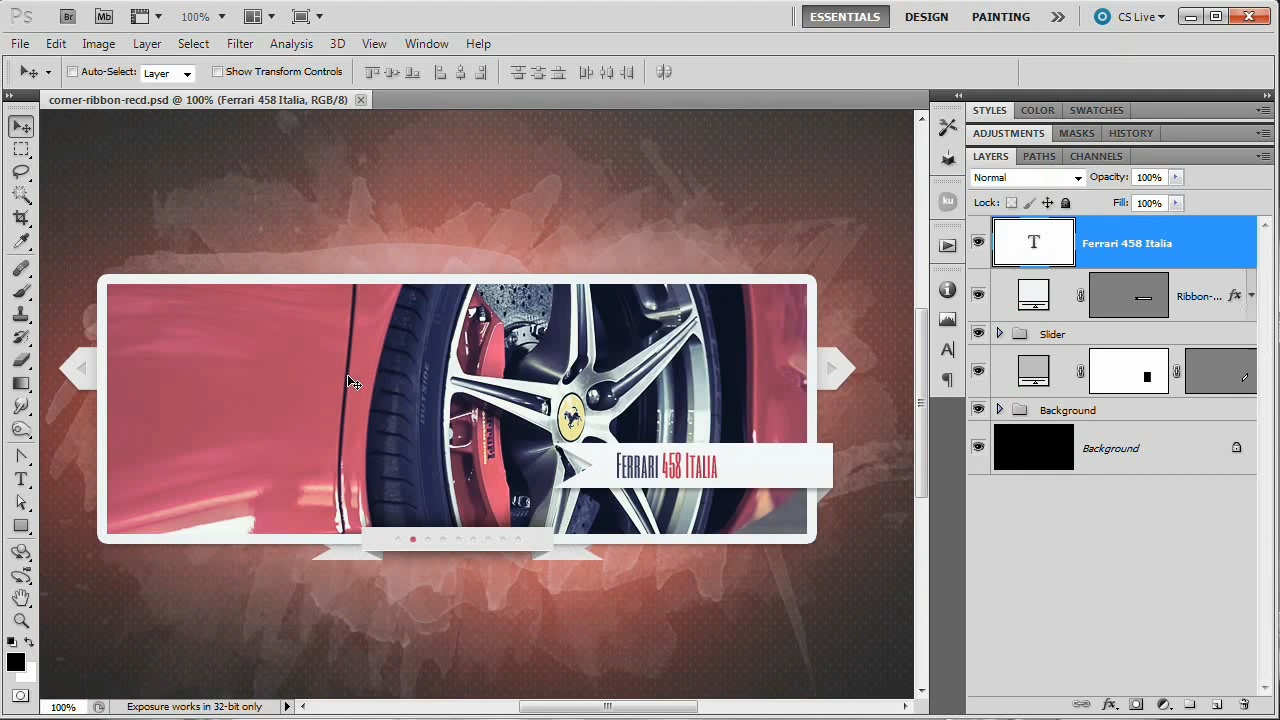 Ps Br Mb 100% ESSENTIALS DESIGN PAINTING CS Live
File Edit Image Layer Select Filter Analysis 3D View Window Help
Auto-Select: Layer Show Transform Controls
corner-ribbon-recd.psd @ 100% (Ferrari 458 Italia, RGB/8)
STYLES COLOR SWATCHES
ADJUSTMENTS MASKS HISTORY
LAYERS PATHS CHANNELS
Normal Opacity: 100%
Lock: Fill: 100%
ku
T Ferrari 458 Italia
Ribbon-... fx
Slider
Background
Background
OUTSIDE
Ferrari 458 Italia
100% Exposure works in 32-bit only
fx